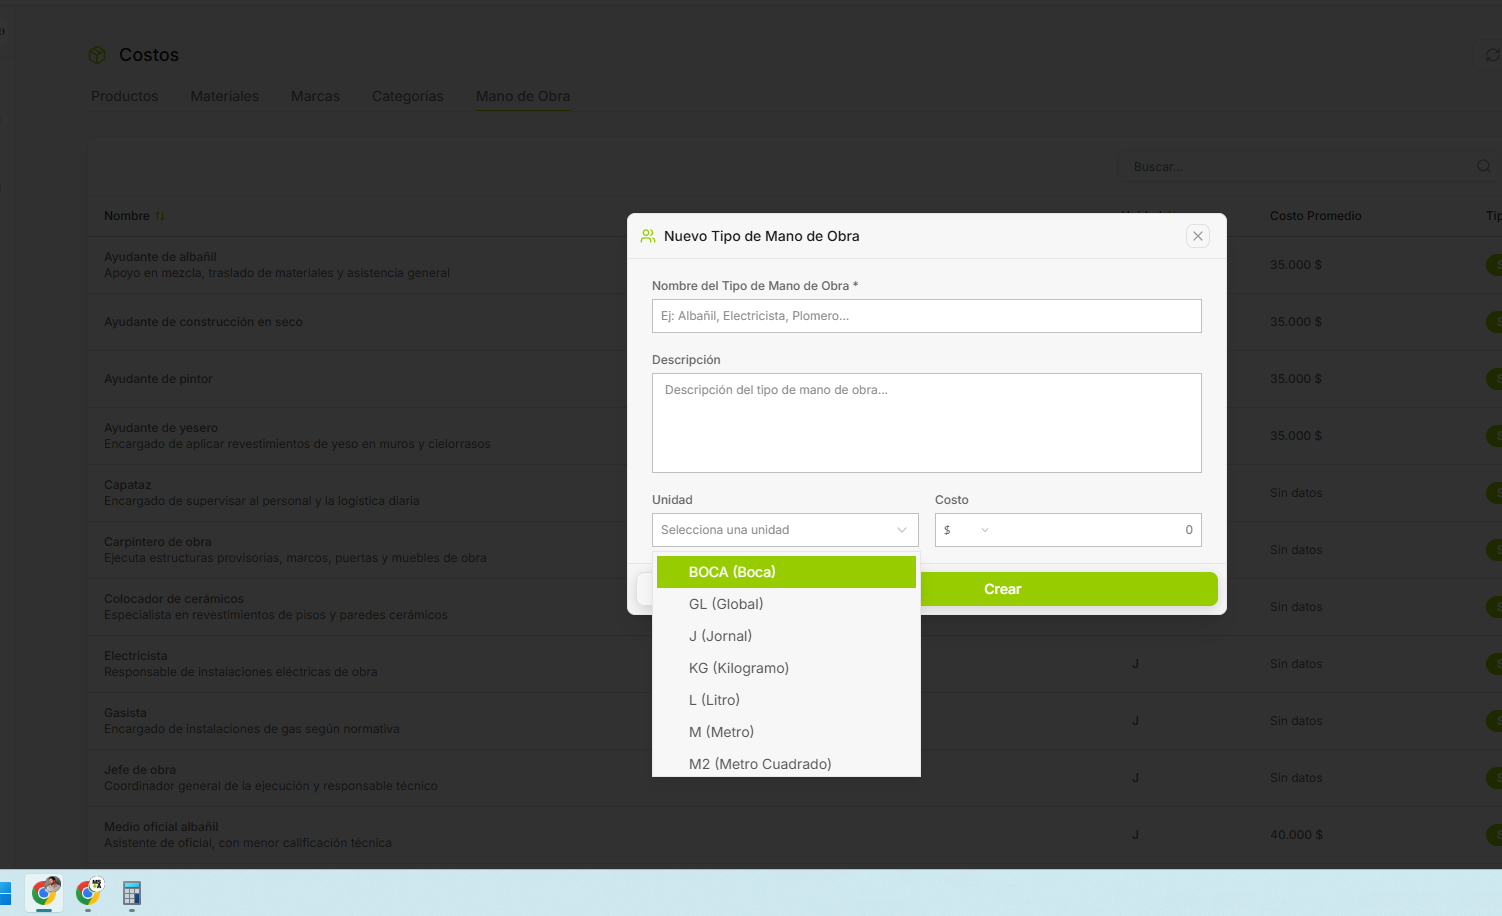 Costos
Productos Materiales Marcas Categorías Mano de Obra
Buscar...
Nombre Costo Promedio
Ayudante de albañil
Apoyo en mezcla, traslado de materiales y asistencia general
35.000 $
Ayudante de construcción en seco
35.000 $
Ayudante de pintor
35.000 $
Ayudante de yesero
Encargado de aplicar revestimientos de yeso en muros y cielorrasos
35.000 $
Capataz
Encargado de supervisar al personal y la logística diaria
Sin datos
Carpintero de obra
Ejecuta estructuras provisorias, marcos, puertas y muebles de obra
Sin datos
Colocador de cerámicos
Especialista en revestimientos de pisos y paredes cerámicos
Sin datos
Electricista
Responsable de instalaciones eléctricas de obra
J Sin datos
Gasista
Encargado de instalaciones de gas según normativa
J Sin datos
Jefe de obra
Coordinador general de la ejecución y responsable técnico
J Sin datos
Medio oficial albañil
Asistente de oficial, con menor calificación técnica
J 40.000 $
Nuevo Tipo de Mano de Obra
Nombre del Tipo de Mano de Obra *
Ej: Albañil, Electricista, Plomero...
Descripción
Descripción del tipo de mano de obra...
Unidad Costo
Selecciona una unidad $ 0
BOCA (Boca)
GL (Global)
J (Jornal)
KG (Kilogramo)
L (Litro)
M (Metro)
M2 (Metro Cuadrado)
Crear